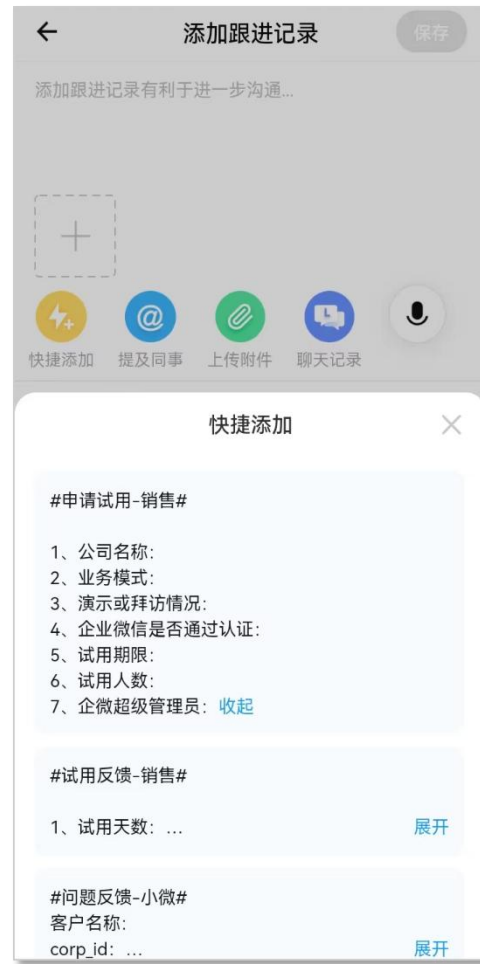 添加跟进记录
保存
添加跟进记录有利于进一步沟通...
快捷添加
提及同事
上传附件
聊天记录
快捷添加
#申请试用-销售#
1、公司名称:
2、业务模式:
3、演示或拜访情况:
4、企业微信是否通过认证:
5、试用期限:
6、试用人数:
7、企微超级管理员: 收起
#试用反馈-销售#
1、试用天数: ...
展开
#问题反馈-小微#
客户名称:
corp_id: ...
展开